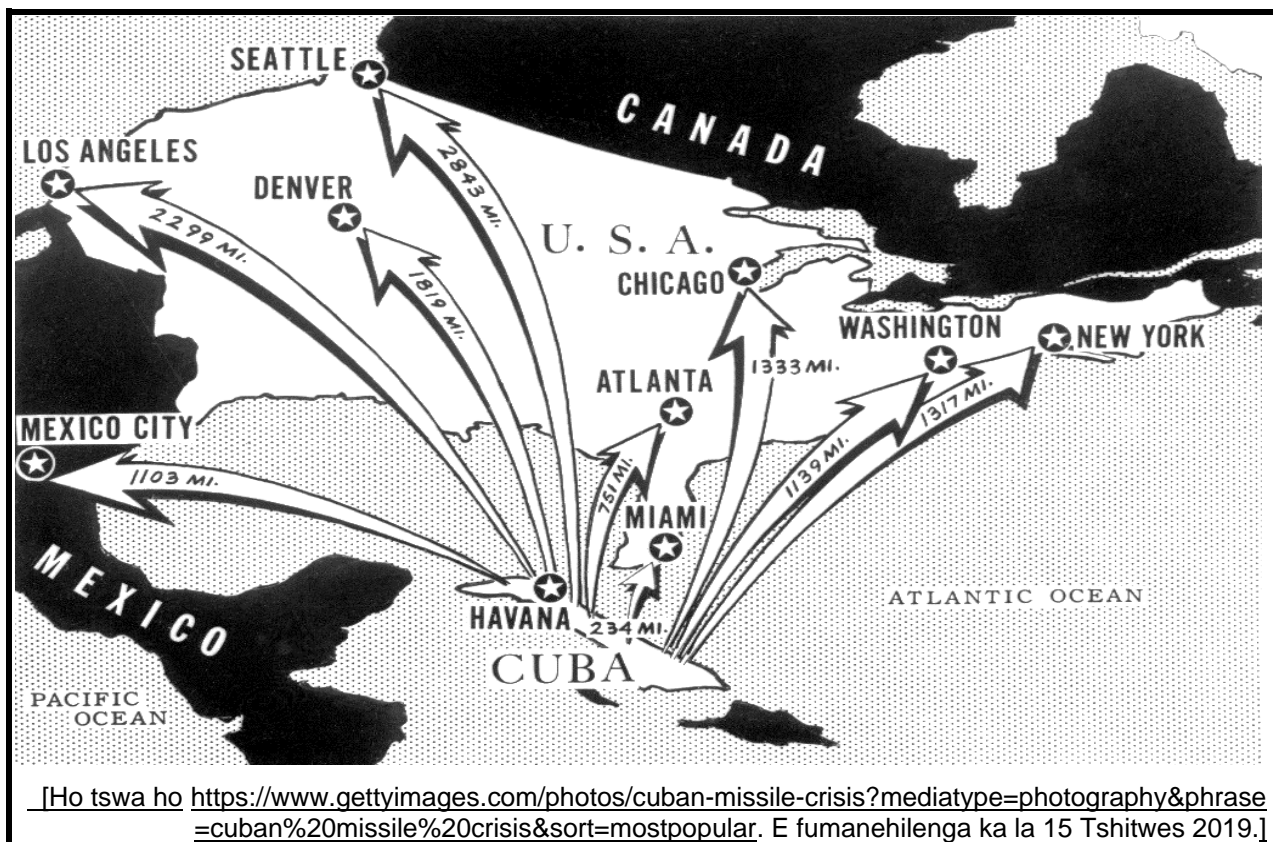 SEATTLE
CANADA
LOS ANGELES
DENVER
2843 MI.
2299 MI.
U. S. A.
CHICAGO
1819 MI.
WASHINGTON
NEW YORK
1333 MI.
ATLANTA
1317 MI.
MEXICO CITY
1139 MI.
1103 MI.
751 MI.
MIAMI
MEXICO
HAVANA
234 MI.
ATLANTIC OCEAN
CUBA
PACIFIC
OCEAN
[Ho tswa ho https://www.gettyimages.com/photos/cuban-missile-crisis?mediatype=photography&phrase
=cuban%20missile%20crisis&sort=mostpopular. E fumanehilenga ka la 15 Tshitwes 2019.]